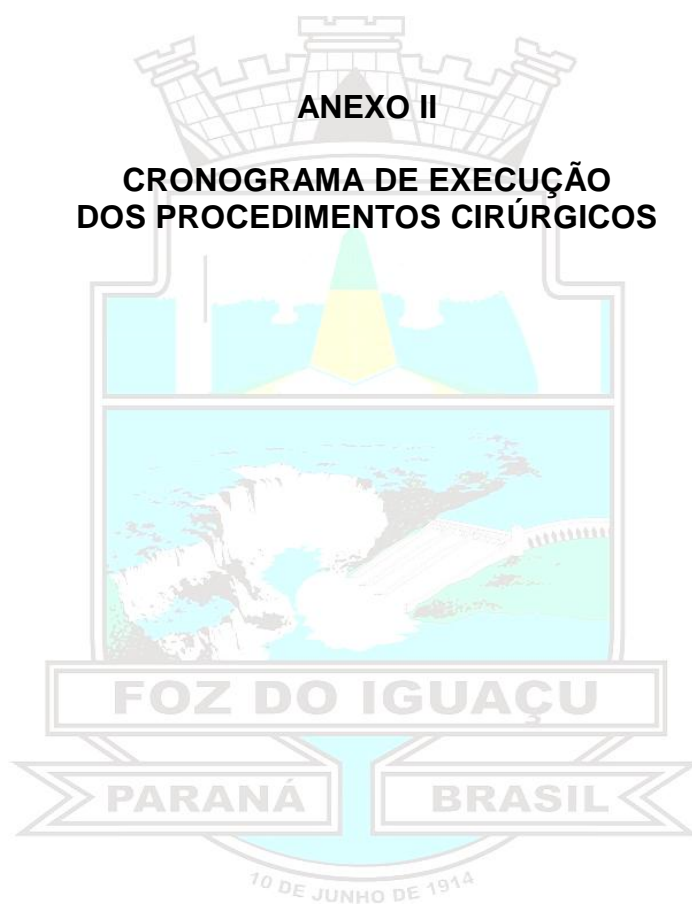 ANEXO II
CRONOGRAMA DE EXECUÇÃO
DOS PROCEDIMENTOS CIRÚRGICOS
FOZ DO IGUAÇU
PARANÁ BRASIL
10 DE JUNHO DE 1914